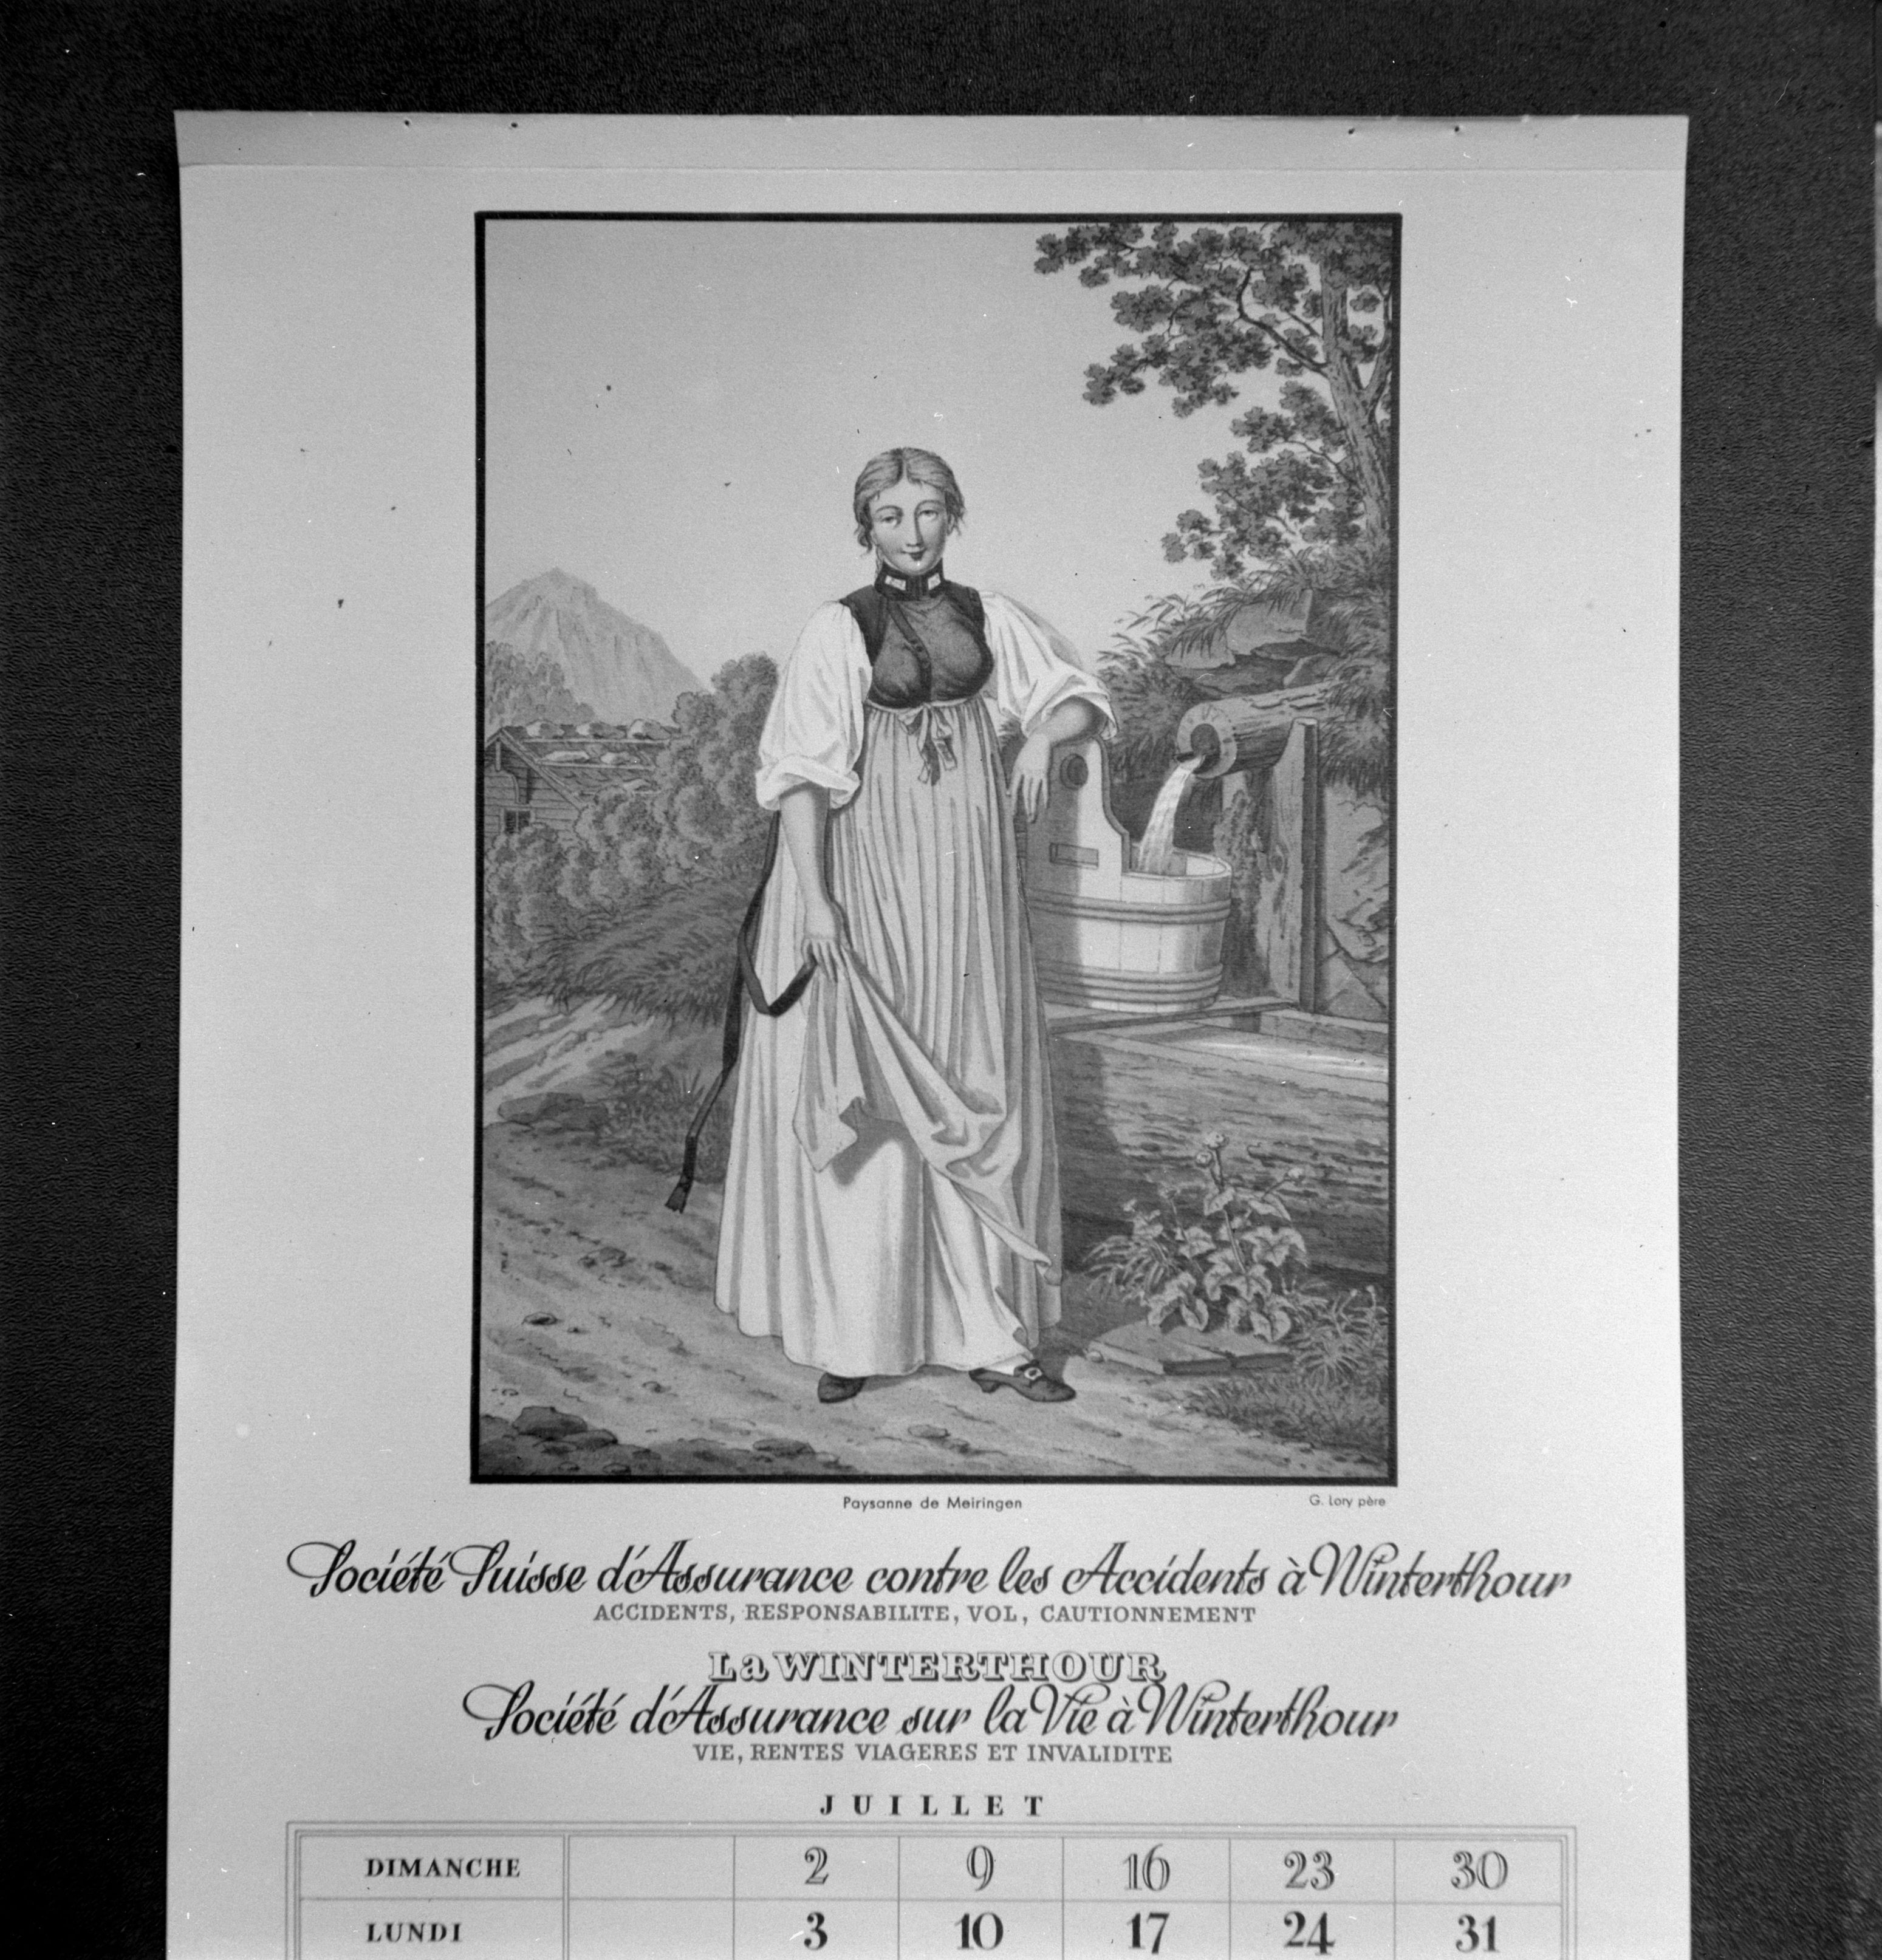 Paysanne de Meiringen
G. Lory père
Société Suisse d'Assurance contre les Accidents à Winterthour
ACCIDENTS, RESPONSABILITE, VOL, CAUTIONNEMENT
La WINTERTHOUR
Société d'Assurance sur la Vie à Winterthour
VIE, RENTES VIAGERES ET INVALIDITE
JUILLET
DIMANCHE 2 9 16 23 30
LUNDI 3 10 17 24 31